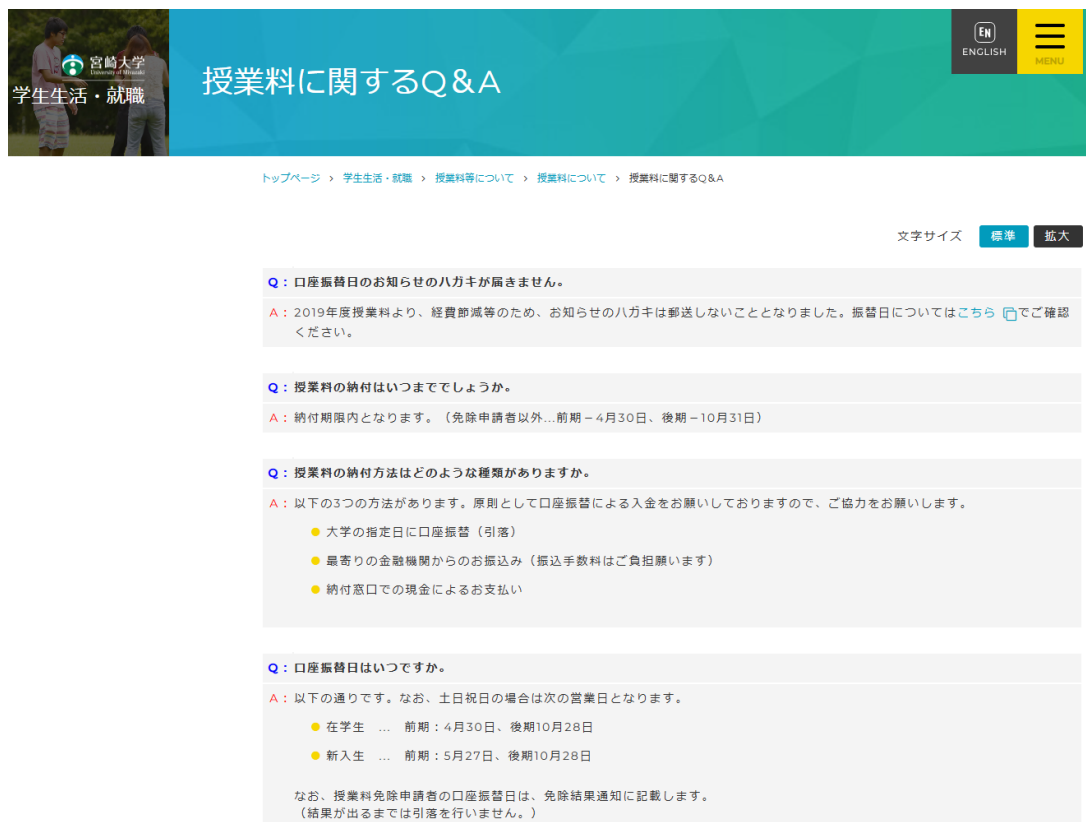 宮崎大学
University of Miyazaki
学生生活・就職
授業料に関するQ&A
EN
ENGLISH
MENU
トップページ › 学生生活・就職 › 授業料等について › 授業料について › 授業料に関するQ&A
文字サイズ 標準 拡大
Q：口座振替日のお知らせのハガキが届きません。
A：2019年度授業料より、経費節減等のため、お知らせのハガキは郵送しないこととなりました。振替日についてはこちら でご確認
ください。
Q：授業料の納付はいつまででしょうか。
A：納付期限内となります。（免除申請者以外…前期－4月30日、後期－10月31日）
Q：授業料の納付方法はどのような種類がありますか。
A：以下の3つの方法があります。原則として口座振替による入金をお願いしておりますので、ご協力をお願いします。
● 大学の指定日に口座振替（引落）
● 最寄りの金融機関からのお振込み（振込手数料はご負担願います）
● 納付窓口での現金によるお支払い
Q：口座振替日はいつですか。
A：以下の通りです。なお、土日祝日の場合は次の営業日となります。
● 在学生　…　前期：4月30日、後期10月28日
● 新入生　…　前期：5月27日、後期10月28日
なお、授業料免除申請者の口座振替日は、免除結果通知に記載します。
（結果が出るまでは引落を行いません。）